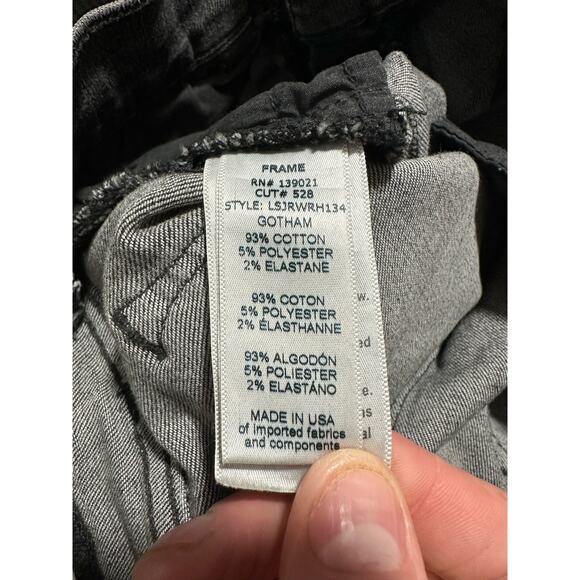 FRAME
RN# 139021
CUT# 528
STYLE: LSJRWRH134
GOTHAM
93% COTTON
5% POLYESTER
2% ELASTANE
93% COTON
5% POLYESTER
2% ÉLASTHANNE
93% ALGODÓN
5% POLIESTER
2% ELASTÁNO
MADE IN USA
of imported fabrics
and components